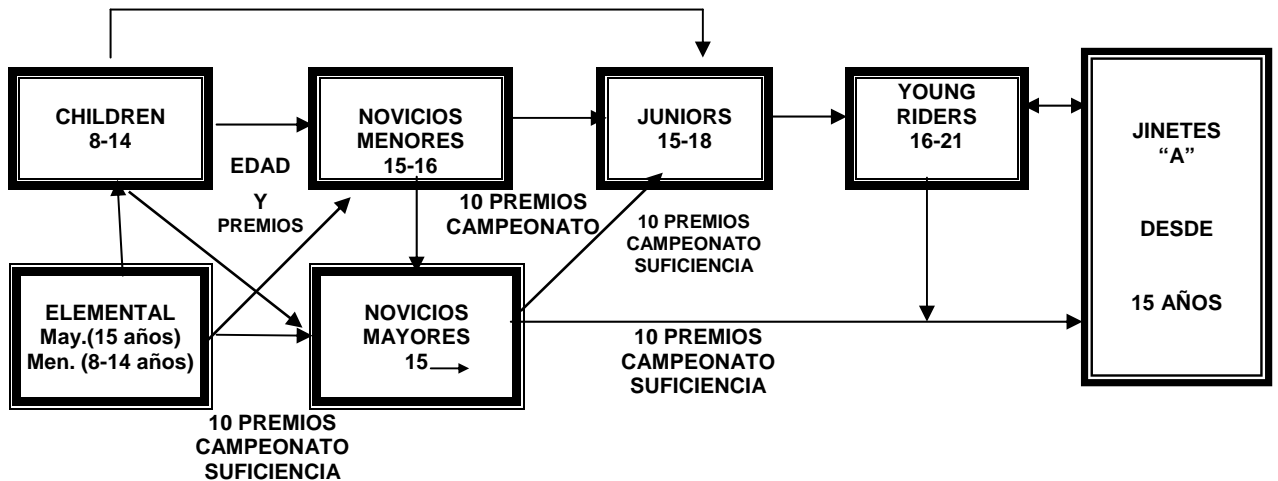 CHILDREN
8-14
NOVICIOS
MENORES
15-16
JUNIORS
15-18
YOUNG
RIDERS
16-21
JINETES
“A”
DESDE
15 AÑOS
EDAD
Y
PREMIOS
10 PREMIOS
CAMPEONATO
10 PREMIOS
CAMPEONATO
SUFICIENCIA
ELEMENTAL
May.(15 años)
Men. (8-14 años)
NOVICIOS
MAYORES
15
10 PREMIOS
CAMPEONATO
SUFICIENCIA
10 PREMIOS
CAMPEONATO
SUFICIENCIA